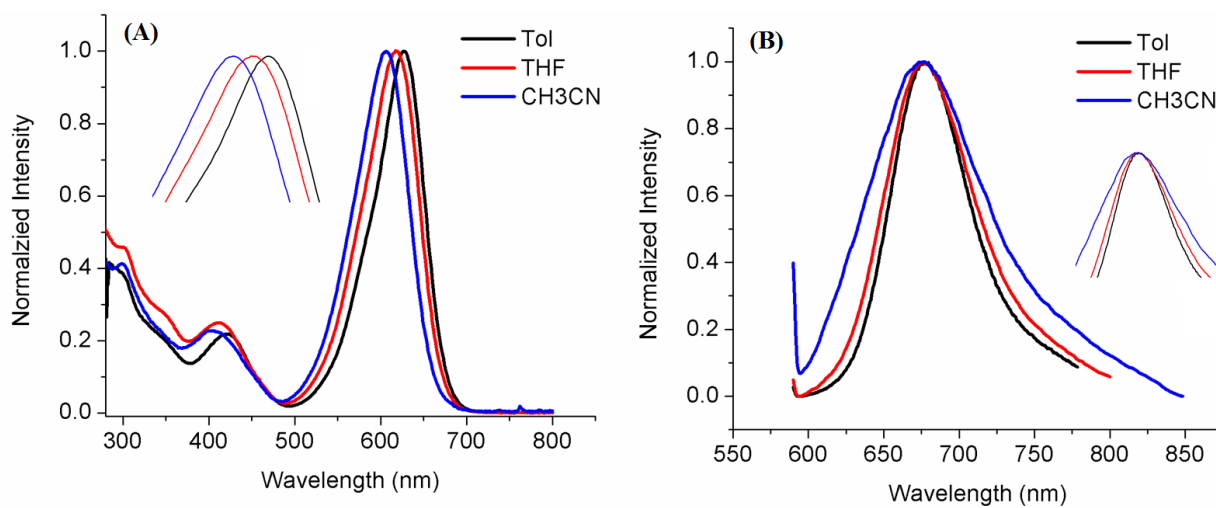 (A)
Tol
THF
CH3CN
1.0
0.8
0.6
0.4
0.2
0.0
Normalzied Intensity
300
400
500
600
700
800
Wavelength (nm)
(B)
Tol
THF
CH3CN
1.0
0.8
0.6
0.4
0.2
0.0
Normalized Intensity
550
600
650
700
750
800
850
Wavelength (nm)